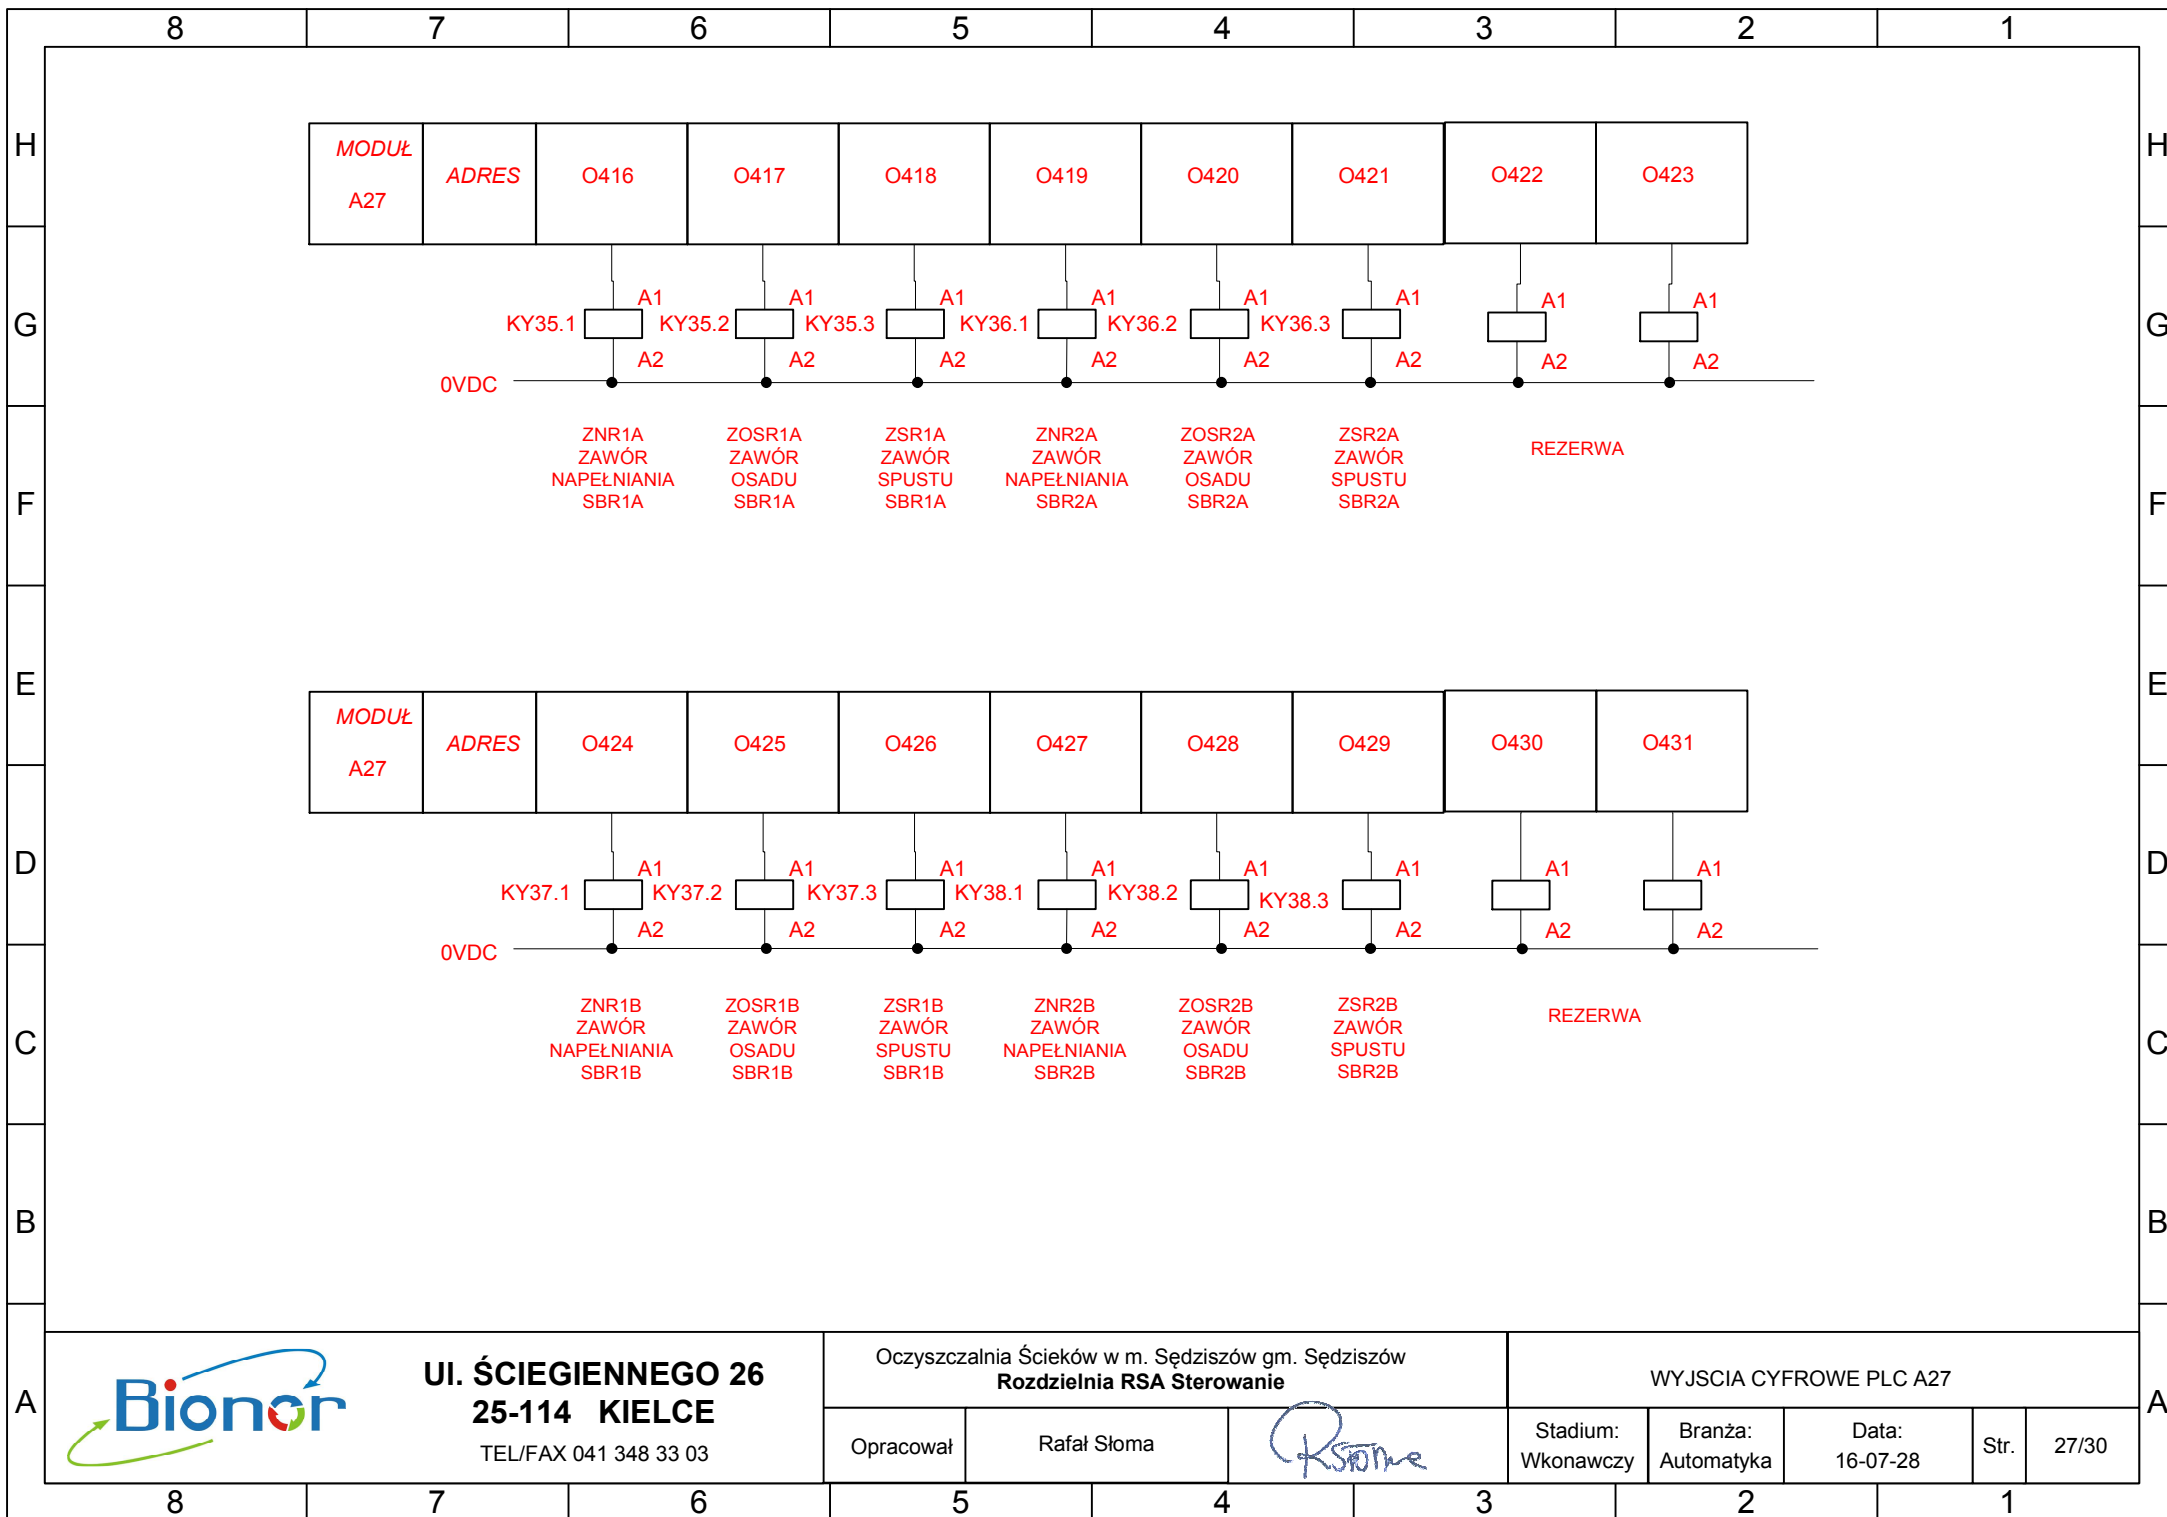 8 7 6 5 4 3 2 1
H H
MODUŁ
A27
ADRES O416 O417 O418 O419 O420 O421 O422 O423
G G
A1 A1 A1 A1 A1 A1 A1 A1
KY35.1 KY35.2 KY35.3 KY36.1 KY36.2 KY36.3
A2 A2 A2 A2 A2 A2 A2 A2
0VDC
F F
ZNR1A
ZAWÓR
NAPEŁNIANIA
SBR1A
ZOSR1A
ZAWÓR
OSADU
SBR1A
ZSR1A
ZAWÓR
SPUSTU
SBR1A
ZNR2A
ZAWÓR
NAPEŁNIANIA
SBR2A
ZOSR2A
ZAWÓR
OSADU
SBR2A
ZSR2A
ZAWÓR
SPUSTU
SBR2A
REZERWA
E E
MODUŁ
A27
ADRES O424 O425 O426 O427 O428 O429 O430 O431
D D
A1 A1 A1 A1 A1 A1 A1 A1
KY37.1 KY37.2 KY37.3 KY38.1 KY38.2 KY38.3
A2 A2 A2 A2 A2 A2 A2 A2
0VDC
C C
ZNR1B
ZAWÓR
NAPEŁNIANIA
SBR1B
ZOSR1B
ZAWÓR
OSADU
SBR1B
ZSR1B
ZAWÓR
SPUSTU
SBR1B
ZNR2B
ZAWÓR
NAPEŁNIANIA
SBR2B
ZOSR2B
ZAWÓR
OSADU
SBR2B
ZSR2B
ZAWÓR
SPUSTU
SBR2B
REZERWA
B B
A A
Bionor
Ul. ŚCIEGIENNEGO 26
25-114 KIELCE
TEL/FAX 041 348 33 03
Oczyszczalnia Ścieków w m. Sędziszów gm. Sędziszów
Rozdzielnia RSA Sterowanie
Opracował Rafał Słoma
RSłoma
WYJSCIA CYFROWE PLC A27
Stadium:
Wkonawczy
Branża:
Automatyka
Data:
16-07-28
Str. 27/30
8 7 6 5 4 3 2 1